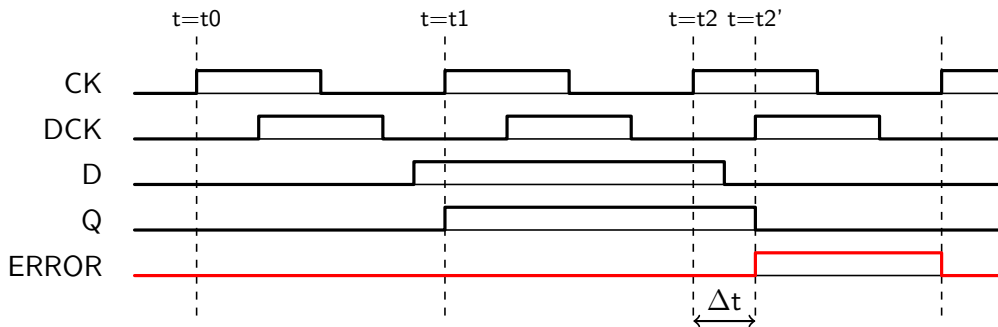 t=t0 t=t1 t=t2 t=t2'
CK
DCK
D
Q
ERROR
Δt